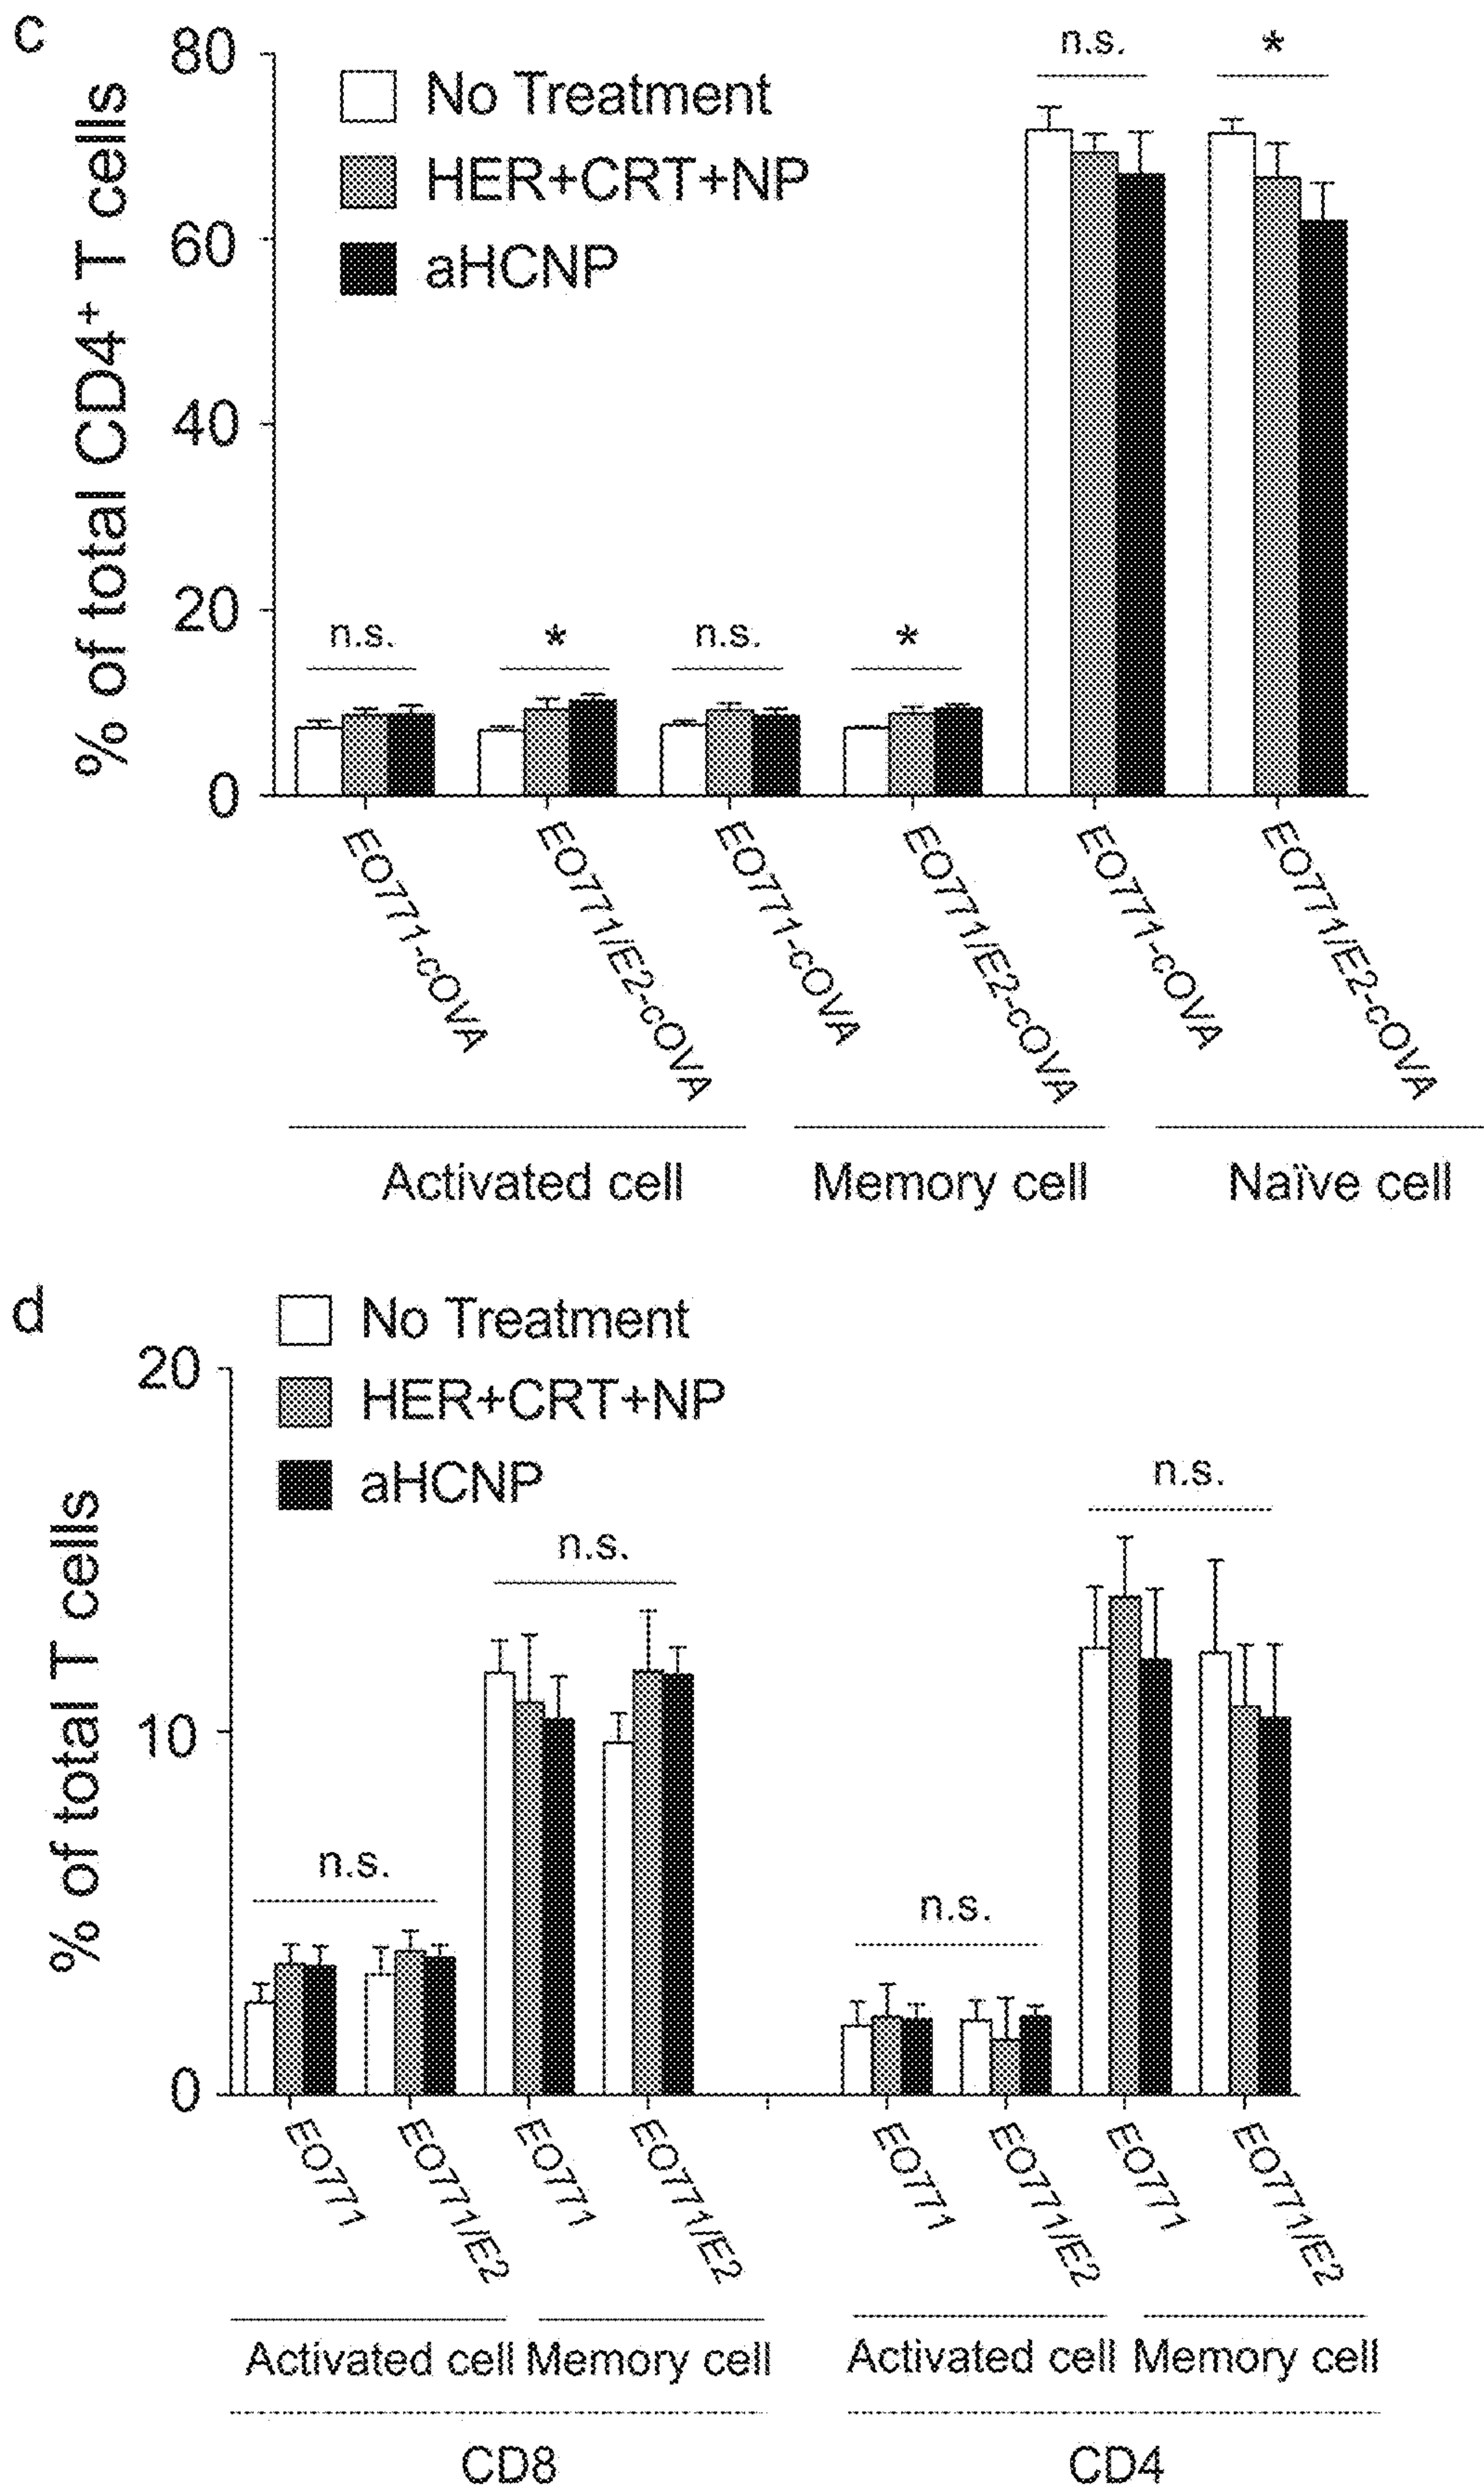 c
% of total CD4+ T cells
80
60
40
20
0
No Treatment
HER+CRT+NP
aHCNP
n.s.
*
n.s.
*
n.s.
*
EO771-cOVA
EO771/E2-cOVA
EO771-cOVA
EO771/E2-cOVA
EO771-cOVA
EO771/E2-cOVA
Activated cell
Memory cell
Naïve cell
d
% of total T cells
20
10
0
No Treatment
HER+CRT+NP
aHCNP
n.s.
n.s.
n.s.
n.s.
EO771
EO771/E2
EO771
EO771/E2
EO771
EO771/E2
EO771
EO771/E2
Activated cell
Memory cell
Activated cell
Memory cell
CD8
CD4